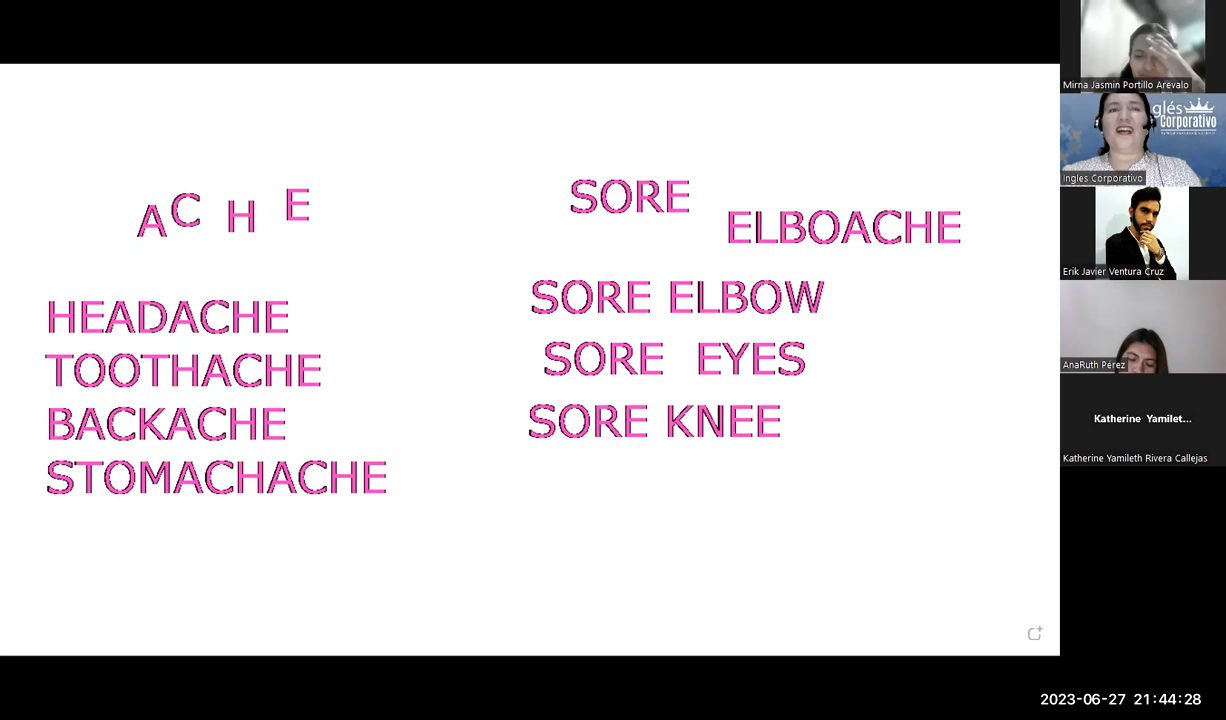 A C H E
HEADACHE
TOOTHACHE
BACKACHE
STOMACHACHE
SORE
ELBOACHE
SORE ELBOW
SORE EYES
SORE KNEE
Mirna Jasmin Portillo Arevalo
glés
Corporativo
Ingles Corporativo
Erik Javier Ventura Cruz
AnaRuth Pérez
Katherine Yamilet...
Katherine Yamileth Rivera Callejas
2023-06-27 21:44:28